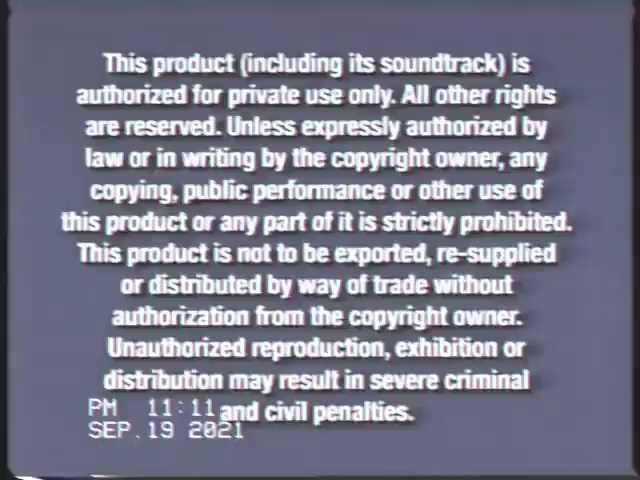 This product (including its soundtrack) is
authorized for private use only. All other rights
are reserved. Unless expressly authorized by
law or in writing by the copyright owner, any
copying, public performance or other use of
this product or any part of it is strictly prohibited.
This product is not to be exported, re-supplied
or distributed by way of trade without
authorization from the copyright owner.
Unauthorized reproduction, exhibition or
distribution may result in severe criminal
and civil penalties.
PM 11:11
SEP.19 2021